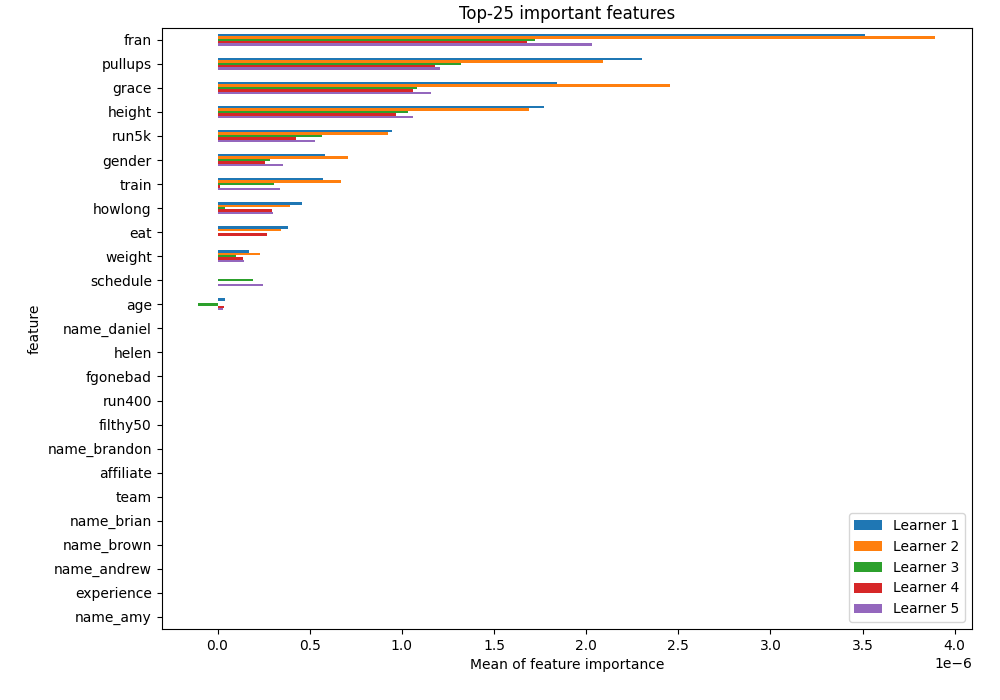 Top-25 important features
fran
pullups
grace
height
run5k
gender
train
howlong
eat
weight
schedule
age
name_daniel
helen
fgonebad
run400
filthy50
name_brandon
affiliate
team
name_brian
name_brown
name_andrew
experience
name_amy
feature
Learner 1
Learner 2
Learner 3
Learner 4
Learner 5
0.0 0.5 1.0 1.5 2.0 2.5 3.0 3.5 4.0
1e−6
Mean of feature importance